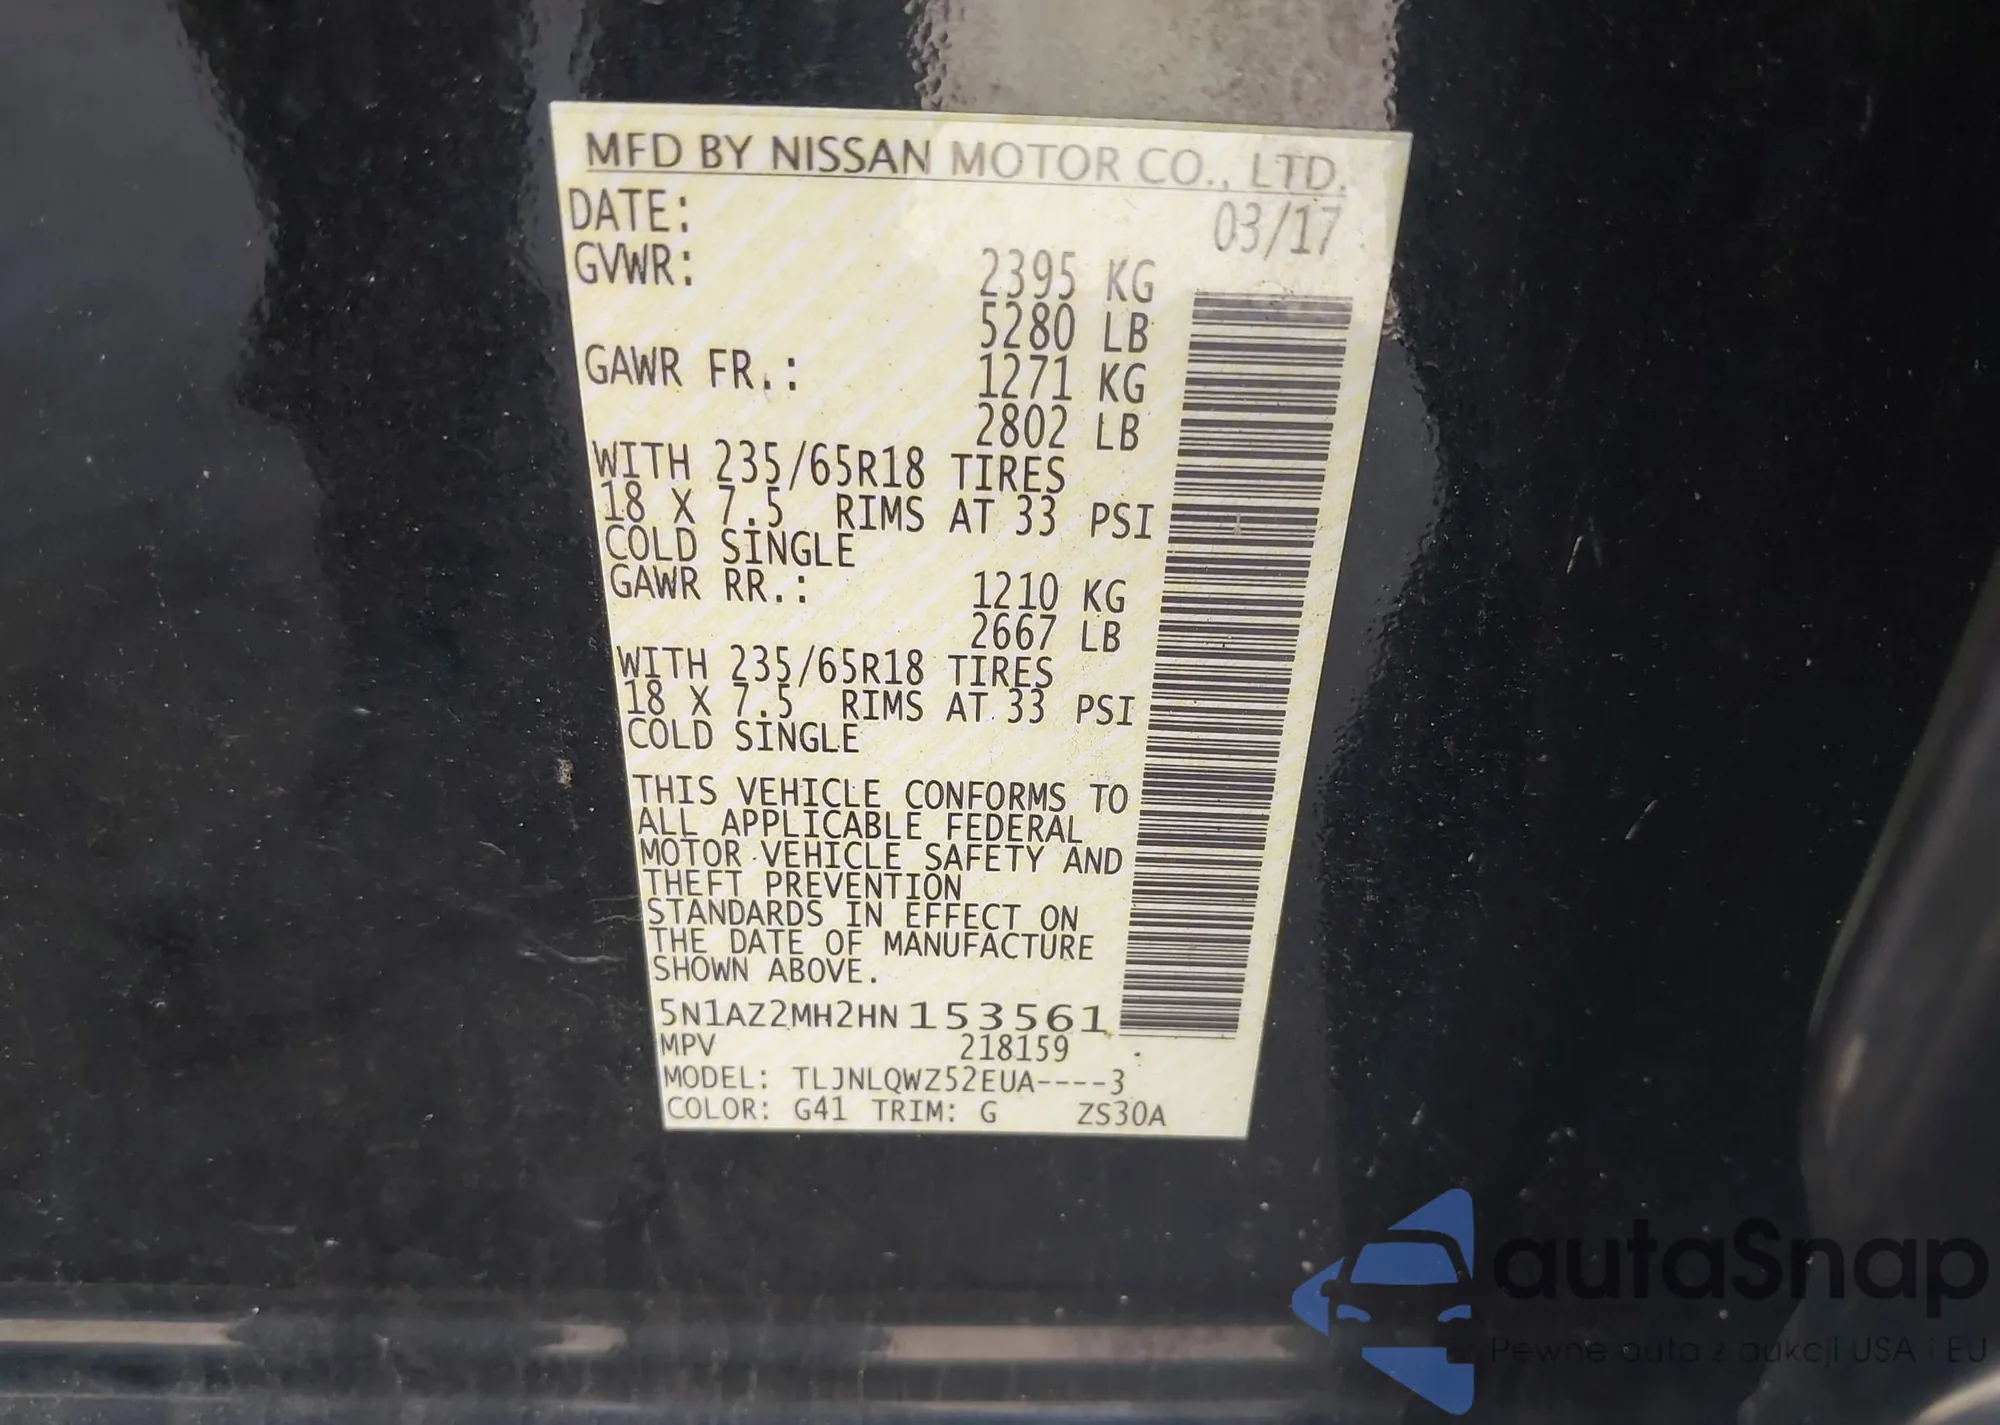 MFD BY NISSAN MOTOR CO., LTD.
DATE: 03/17
GVWR: 2395 KG
5280 LB
GAWR FR.: 1271 KG
2802 LB
WITH 235/65R18 TIRES
18 X 7.5 RIMS AT 33 PSI
COLD SINGLE
GAWR RR.: 1210 KG
2667 LB
WITH 235/65R18 TIRES
18 X 7.5 RIMS AT 33 PSI
COLD SINGLE
THIS VEHICLE CONFORMS TO
ALL APPLICABLE FEDERAL
MOTOR VEHICLE SAFETY AND
THEFT PREVENTION
STANDARDS IN EFFECT ON
THE DATE OF MANUFACTURE
SHOWN ABOVE.
5N1AZ2MH2HN153561
MPV 218159
MODEL: TLJNLQWZ52EUA----3
COLOR: G41 TRIM: G ZS30A
autaSnap
Pewne auta z aukcji USA i EU